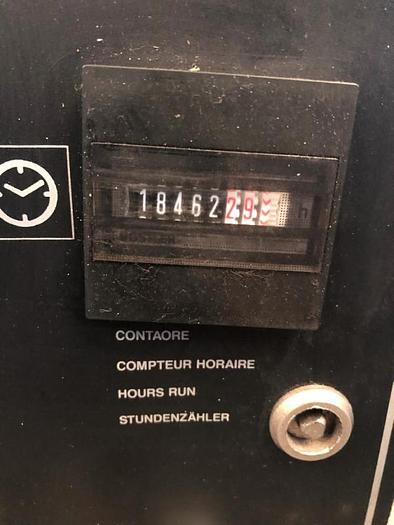 1846229 h
CONTAORE
COMPTEUR HORAIRE
HOURS RUN
STUNDENZÄHLER